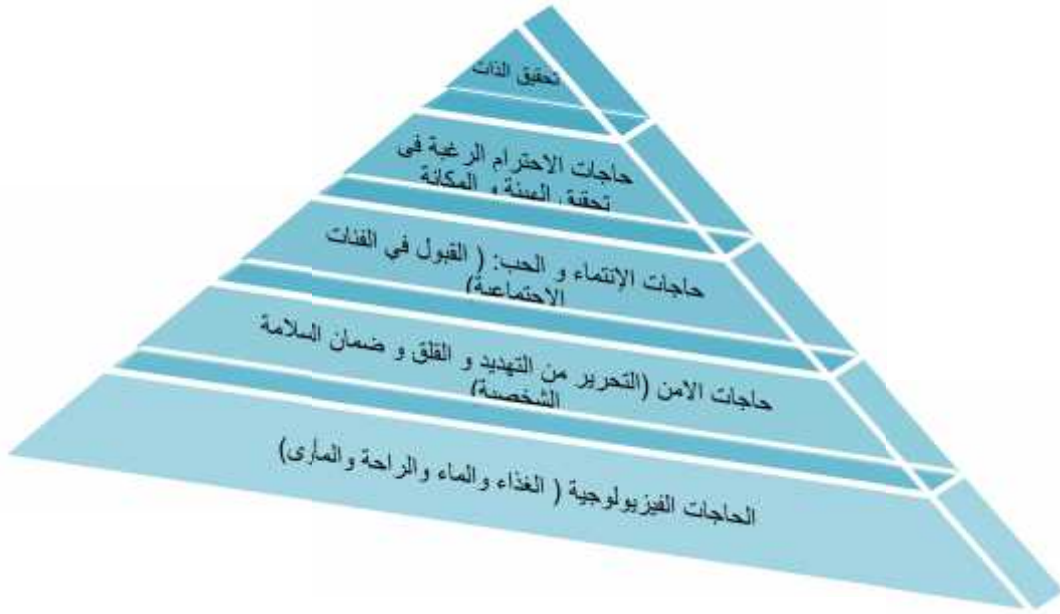 تحقيق الذات
حاجات الاحترام الرغبة في
تحقيق الهيبة و المكانة
حاجات الإنتماء و الحب: ( القبول في الفئات
الاجتماعية)
حاجات الامن (التحرير من التهديد و القلق و ضمان السلامة
الشخصية)
الحاجات الفيزيولوجية ( الغذاء والماء والراحة والمأوى)